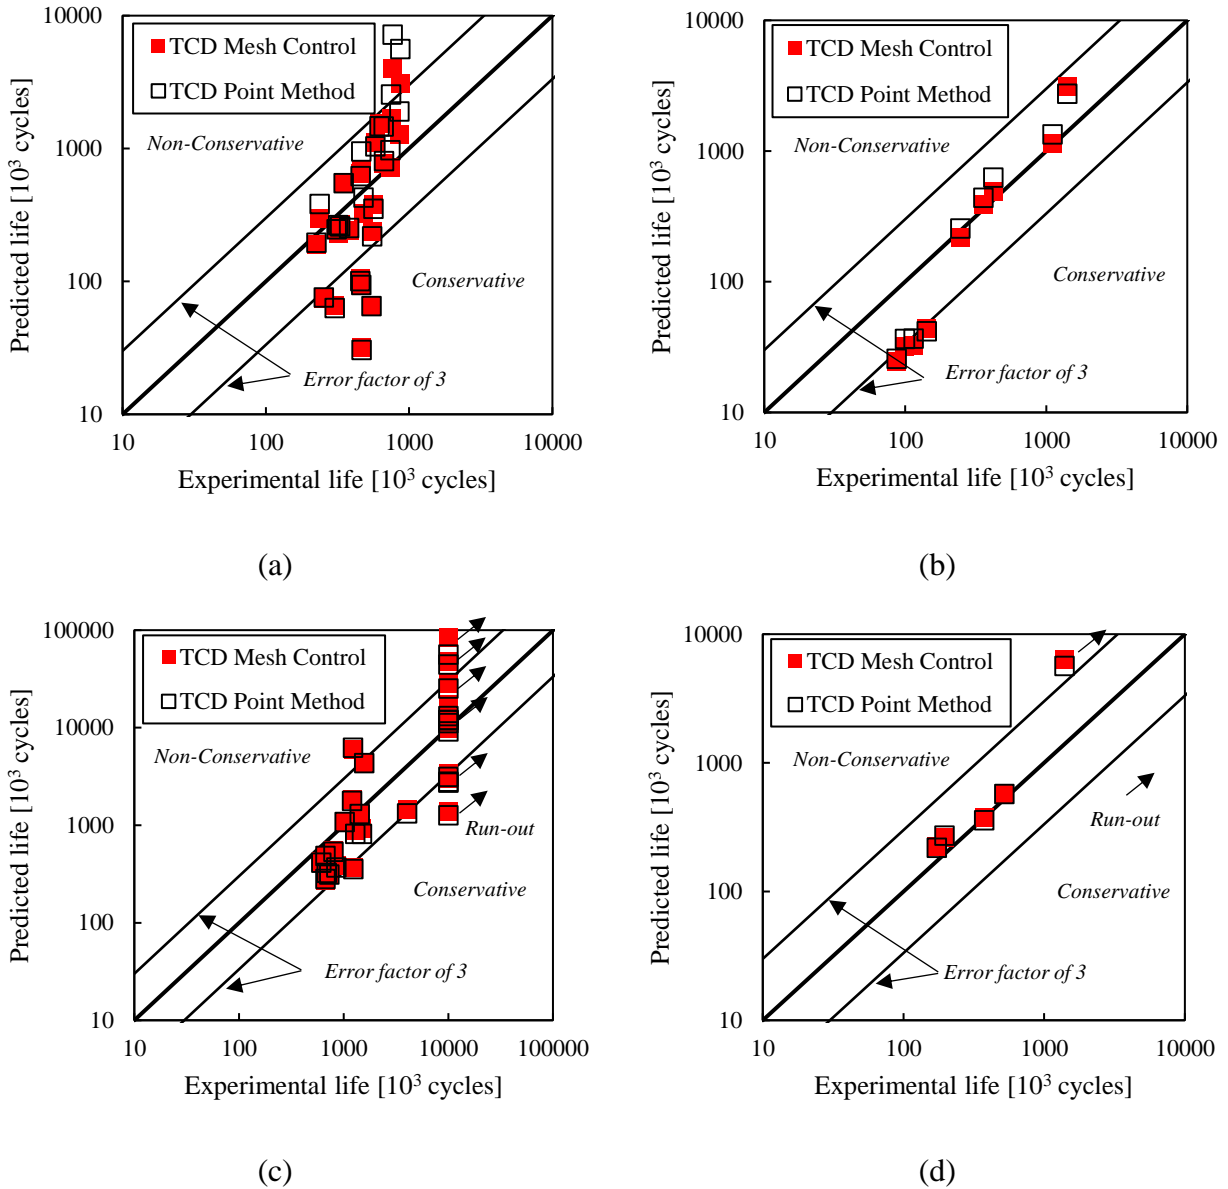 10000
1000
100
10
Predicted life [10³ cycles]
TCD Mesh Control
TCD Point Method
Non-Conservative
Conservative
Error factor of 3
10 100 1000 10000
Experimental life [10³ cycles]
(a)
10000
1000
100
10
Predicted life [10³ cycles]
TCD Mesh Control
TCD Point Method
Non-Conservative
Conservative
Error factor of 3
10 100 1000 10000
Experimental life [10³ cycles]
(b)
100000
10000
1000
100
10
Predicted life [10³ cycles]
TCD Mesh Control
TCD Point Method
Non-Conservative
Run-out
Conservative
Error factor of 3
10 100 1000 10000 100000
Experimental life [10³ cycles]
(c)
10000
1000
100
10
Predicted life [10³ cycles]
TCD Mesh Control
TCD Point Method
Non-Conservative
Run-out
Conservative
Error factor of 3
10 100 1000 10000
Experimental life [10³ cycles]
(d)